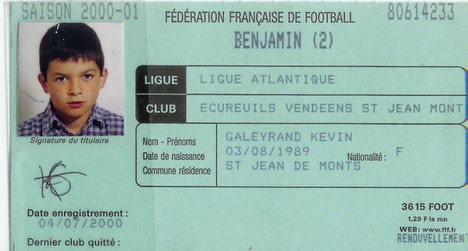 SAISON 2000-01 FÉDÉRATION FRANÇAISE DE FOOTBALL 80614233
BENJAMIN (2)
LIGUE LIGUE ATLANTIQUE
CLUB ECUREUILS VENDEENS ST JEAN MONT
Signature du titulaire
Nom - Prénoms GALEYRAND KEVIN
Date de naissance 03/08/1989 Nationalité : F
Commune résidence ST JEAN DE MONTS
Date enregistrement : 3615 FOOT
04/07/2000 1,29 F la mn
WEB: www.fff.fr
Dernier club quitté : RENOUVELLEMENT